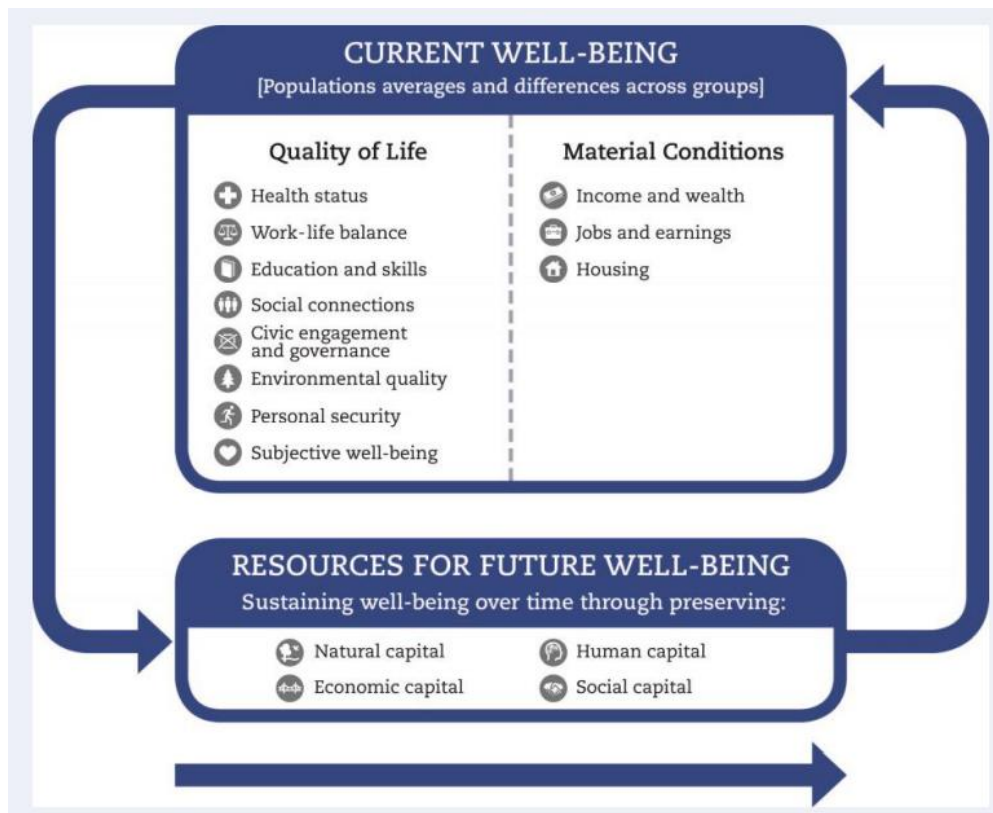 CURRENT WELL-BEING
[Populations averages and differences across groups]
Quality of Life
Health status
Work-life balance
Education and skills
Social connections
Civic engagement
and governance
Environmental quality
Personal security
Subjective well-being
Material Conditions
Income and wealth
Jobs and earnings
Housing
RESOURCES FOR FUTURE WELL-BEING
Sustaining well-being over time through preserving:
Natural capital
Economic capital
Human capital
Social capital